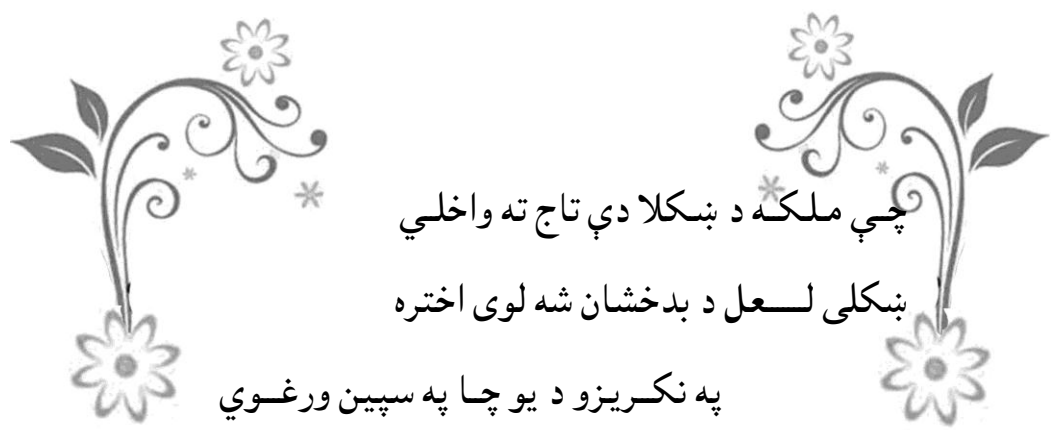 چې ملکه د ښکلا دې تاج ته واخلي
ښکلی لعل د بدخشان شه لوی اختره
په نکریزو د یو چا په سپین ورغوي